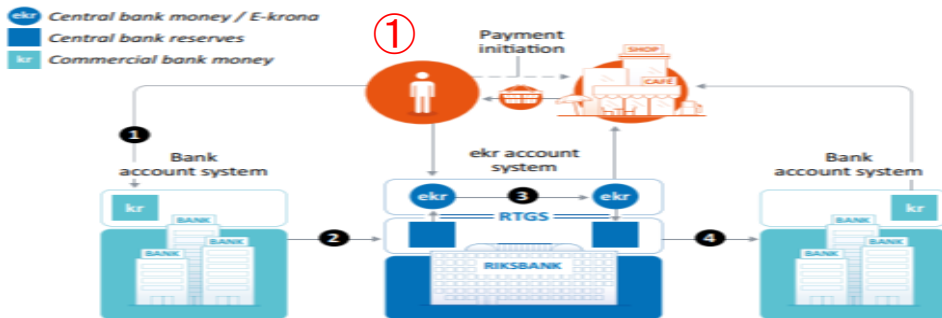 ekr Central bank money / E-krona
Central bank reserves
kr Commercial bank money
①
Payment
initiation
SHOP
CAFÉ
1
Bank
account system
ekr account
system
Bank
account system
kr
ekr
3
ekr
kr
RTGS
BANK
BANK
BANK
2
RIKSBANK
4
BANK
BANK
BANK